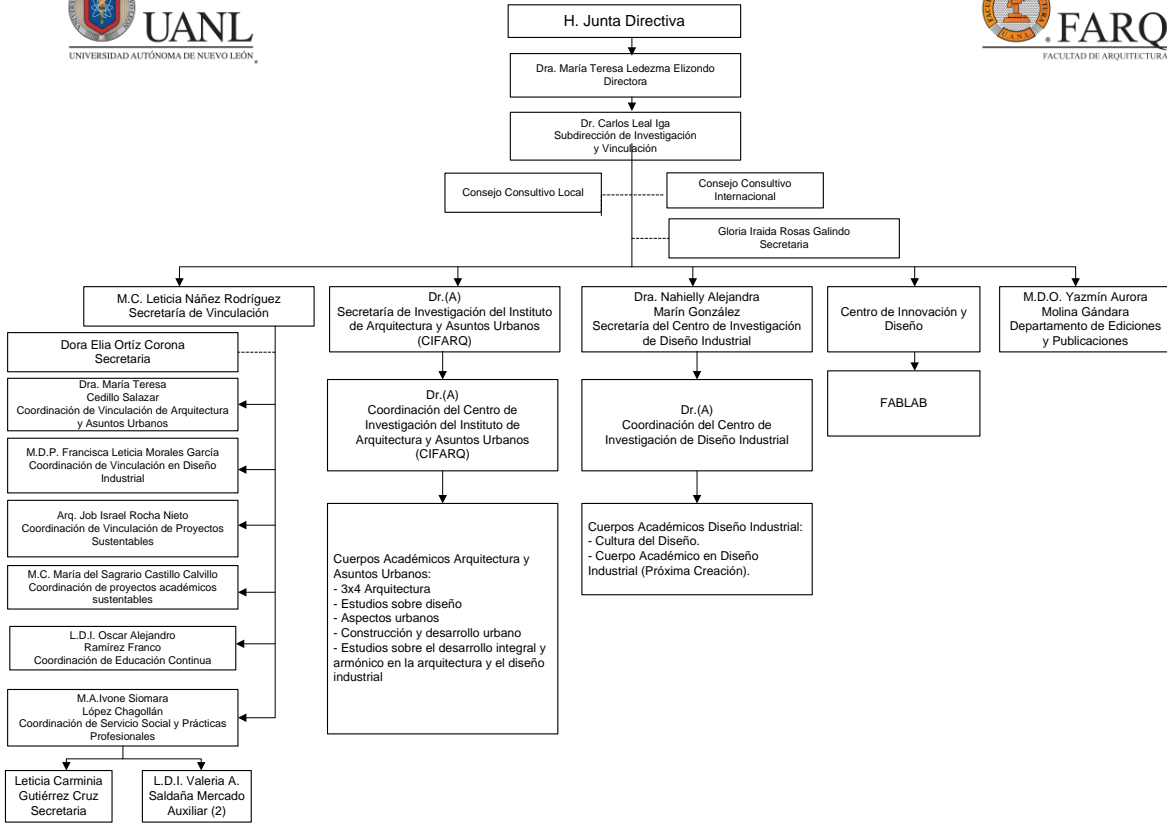 UANL
UNIVERSIDAD AUTÓNOMA DE NUEVO LEÓN
FARQ
FACULTAD DE ARQUITECTURA
H. Junta Directiva
Dra. María Teresa Ledezma Elizondo
Directora
Dr. Carlos Leal Iga
Subdirección de Investigación
y Vinculación
Consejo Consultivo Local
Consejo Consultivo
Internacional
Gloria Iraida Rosas Galindo
Secretaria
M.C. Leticia Náñez Rodríguez
Secretaría de Vinculación
Dr.(A)
Secretaría de Investigación del Instituto
de Arquitectura y Asuntos Urbanos
(CIFARQ)
Dra. Nahielly Alejandra
Marín González
Secretaría del Centro de Investigación
de Diseño Industrial
Centro de Innovación y
Diseño
M.D.O. Yazmín Aurora
Molina Gándara
Departamento de Ediciones
y Publicaciones
Dora Elia Ortíz Corona
Secretaria
Dra. María Teresa
Cedillo Salazar
Coordinación de Vinculación de Arquitectura
y Asuntos Urbanos
M.D.P. Francisca Leticia Morales García
Coordinación de Vinculación en Diseño
Industrial
Arq. Job Israel Rocha Nieto
Coordinación de Vinculación de Proyectos
Sustentables
M.C. María del Sagrario Castillo Calvillo
Coordinación de proyectos académicos
sustentables
L.D.I. Oscar Alejandro
Ramírez Franco
Coordinación de Educación Continua
M.A.Ivone Siomara
López Chagollán
Coordinación de Servicio Social y Prácticas
Profesionales
Leticia Carminia
Gutiérrez Cruz
Secretaria
L.D.I. Valeria A.
Saldaña Mercado
Auxiliar (2)
Dr.(A)
Coordinación del Centro de
Investigación del Instituto de
Arquitectura y Asuntos Urbanos
(CIFARQ)
Cuerpos Académicos Arquitectura y
Asuntos Urbanos:
- 3x4 Arquitectura
- Estudios sobre diseño
- Aspectos urbanos
- Construcción y desarrollo urbano
- Estudios sobre el desarrollo integral y
armónico en la arquitectura y el diseño
industrial
Dr.(A)
Coordinación del Centro de
Investigación de Diseño Industrial
Cuerpos Académicos Diseño Industrial:
- Cultura del Diseño.
- Cuerpo Académico en Diseño
Industrial (Próxima Creación).
FABLAB